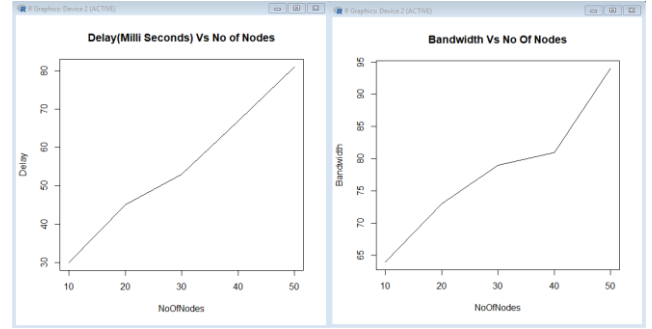 R Graphics: Device 2 (ACTIVE)
Delay(Milli Seconds) Vs No of Nodes
Delay
80
70
60
50
40
30
10 20 30 40 50
NoOfNodes
R Graphics: Device 2 (ACTIVE)
Bandwidth Vs No Of Nodes
Bandwidth
95
90
85
80
75
70
65
10 20 30 40 50
NoOfNodes